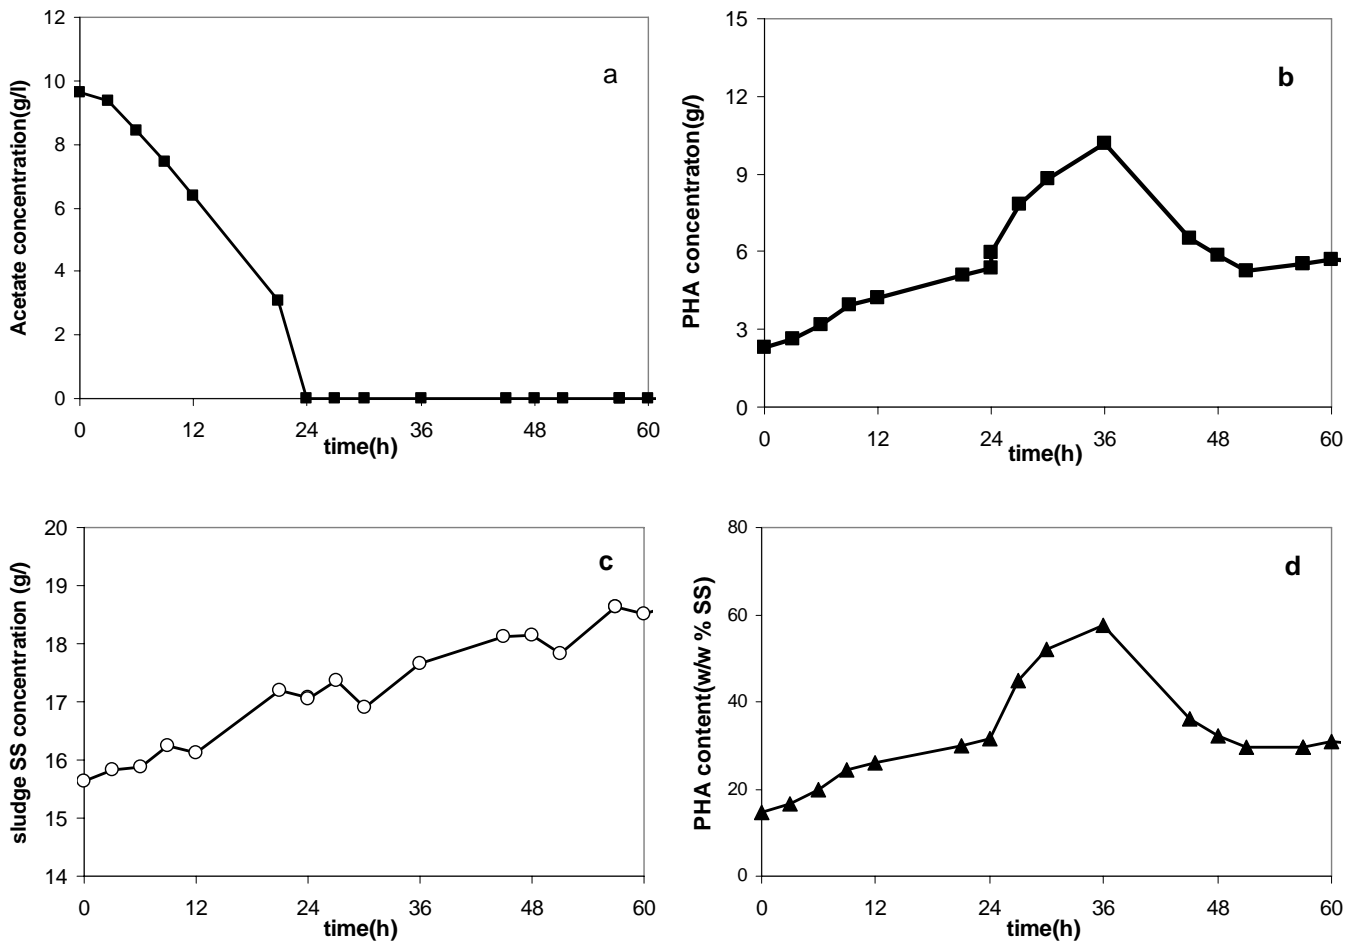 a
Acetate concentration(g/l)
12
10
8
6
4
2
0
0 12 24 36 48 60
time(h)
b
PHA concentraton(g/)
15
12
9
6
3
0
0 12 24 36 48 60
time(h)
c
sludge SS concentration (g/)
20
19
18
17
16
15
14
0 12 24 36 48 60
time(h)
d
PHA content(w/w % SS)
80
60
40
20
0
0 12 24 36 48 60
time(h)